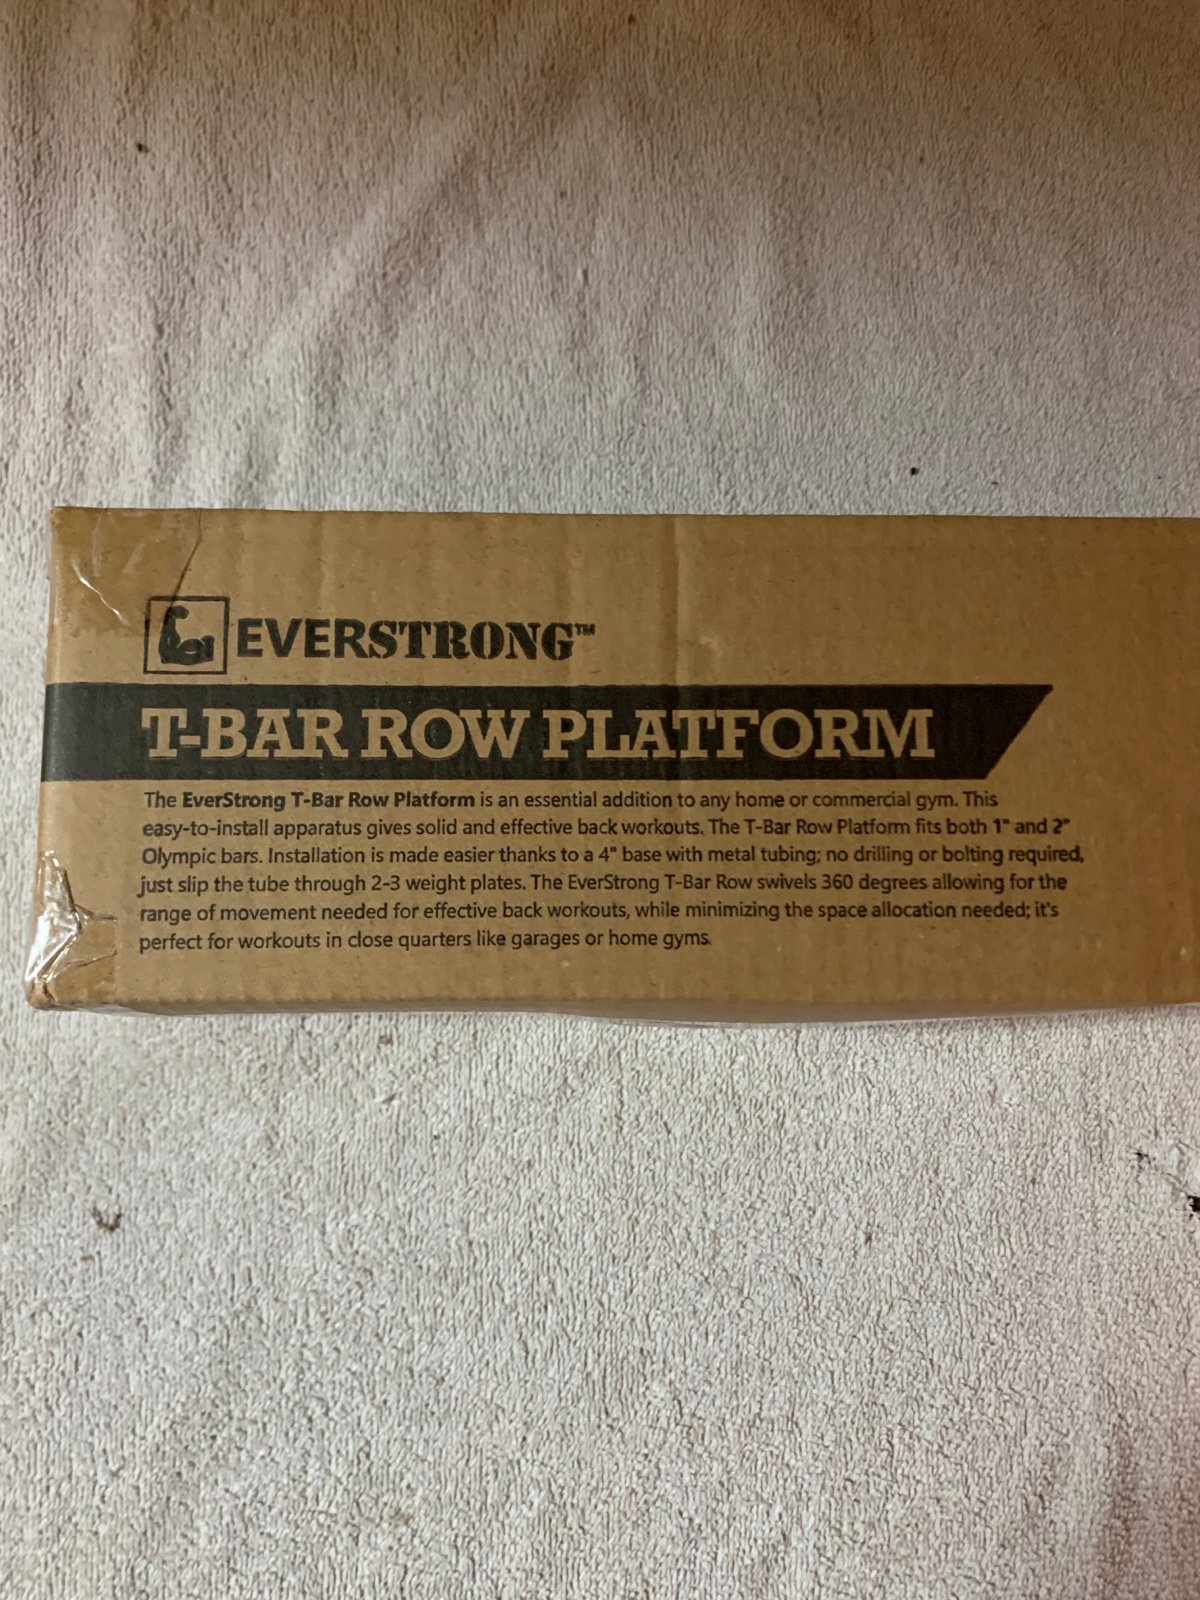 EVERSTRONG™
T-BAR ROW PLATFORM
The EverStrong T-Bar Row Platform is an essential addition to any home or commercial gym. This
easy-to-install apparatus gives solid and effective back workouts. The T-Bar Row Platform fits both 1" and 2"
Olympic bars. Installation is made easier thanks to a 4" base with metal tubing; no drilling or bolting required,
just slip the tube through 2-3 weight plates. The EverStrong T-Bar Row swivels 360 degrees allowing for the
range of movement needed for effective back workouts, while minimizing the space allocation needed; it's
perfect for workouts in close quarters like garages or home gyms.